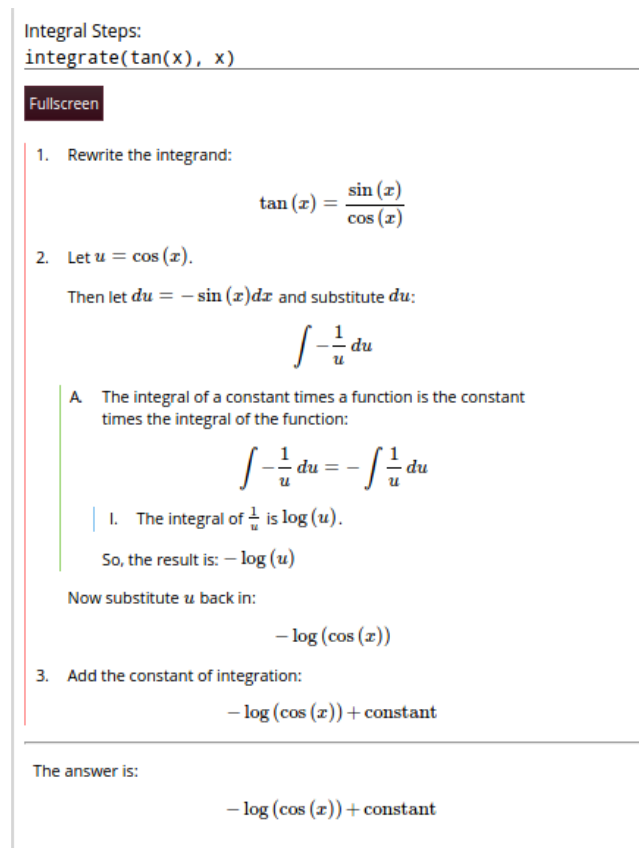 Integral Steps:
integrate(tan(x), x)
Fullscreen
1. Rewrite the integrand:
tan (x) = sin (x) / cos (x)
2. Let u = cos (x).
Then let du = − sin (x)dx and substitute du:
∫ −1/u du
A. The integral of a constant times a function is the constant
times the integral of the function:
∫ −1/u du = − ∫ 1/u du
I. The integral of 1/u is log (u).
So, the result is: − log (u)
Now substitute u back in:
− log (cos (x))
3. Add the constant of integration:
− log (cos (x)) + constant
The answer is:
− log (cos (x)) + constant